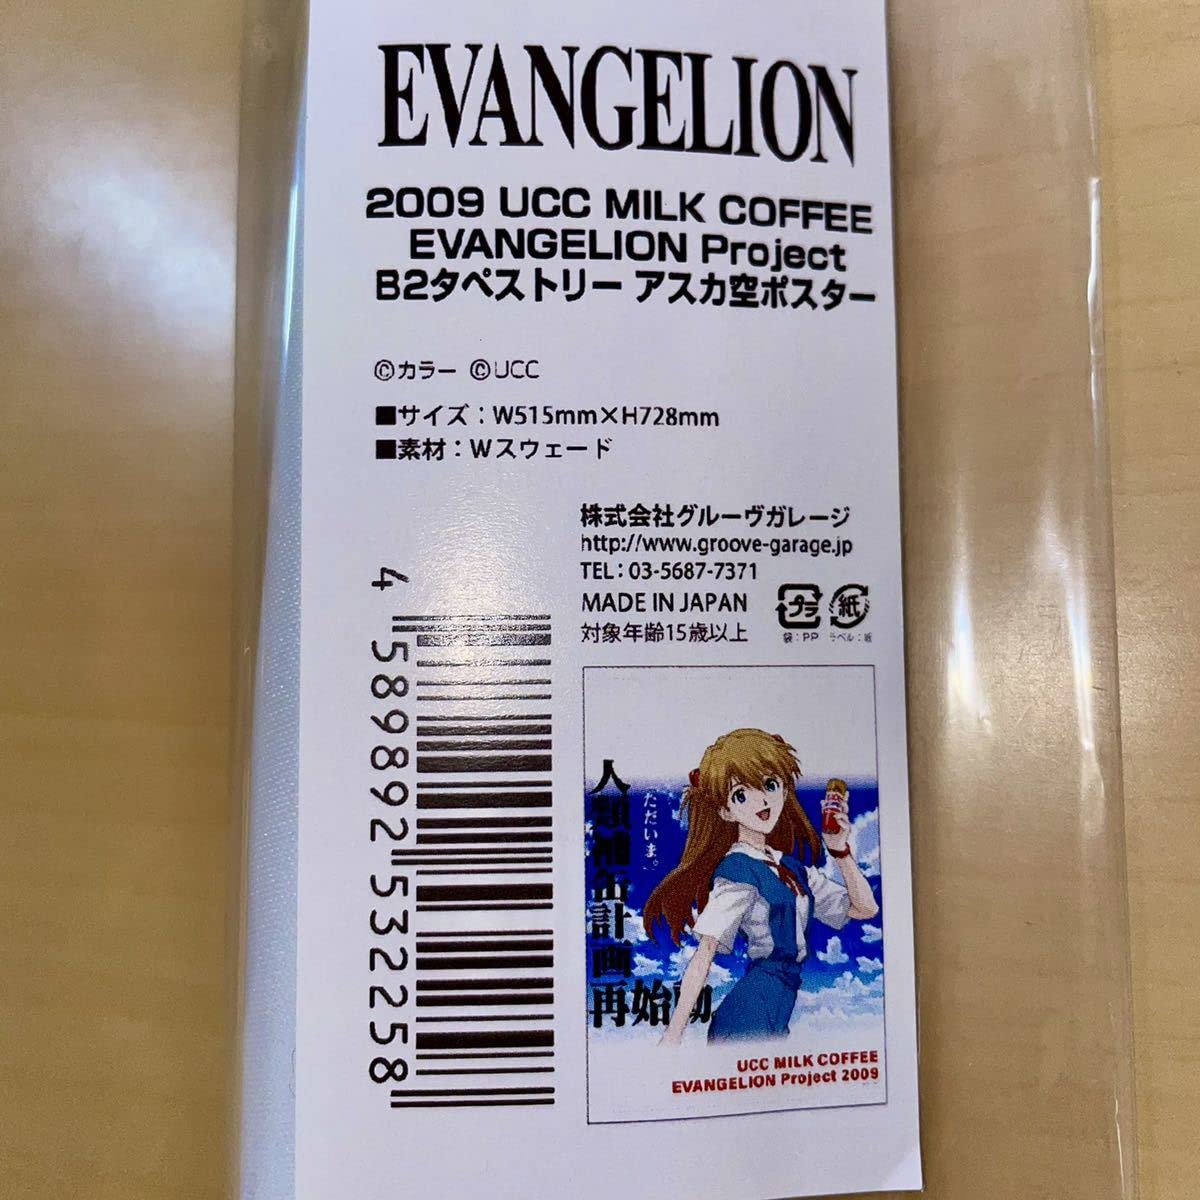 EVANGELION
2009 UCC MILK COFFEE
EVANGELION Project
B2タペストリー アスカ空ポスター
©カラー ©UCC
■サイズ：W515mm×H728mm
■素材：Wスウェード
株式会社グルーヴガレージ
http://www.groove-garage.jp
TEL：03-5687-7371
MADE IN JAPAN
対象年齢15歳以上
プラ
袋：PP
紙
ラベル：紙
4 589892 532258
ただいま。
人類補缶計画
再始動
UCC MILK COFFEE
EVANGELION Project 2009